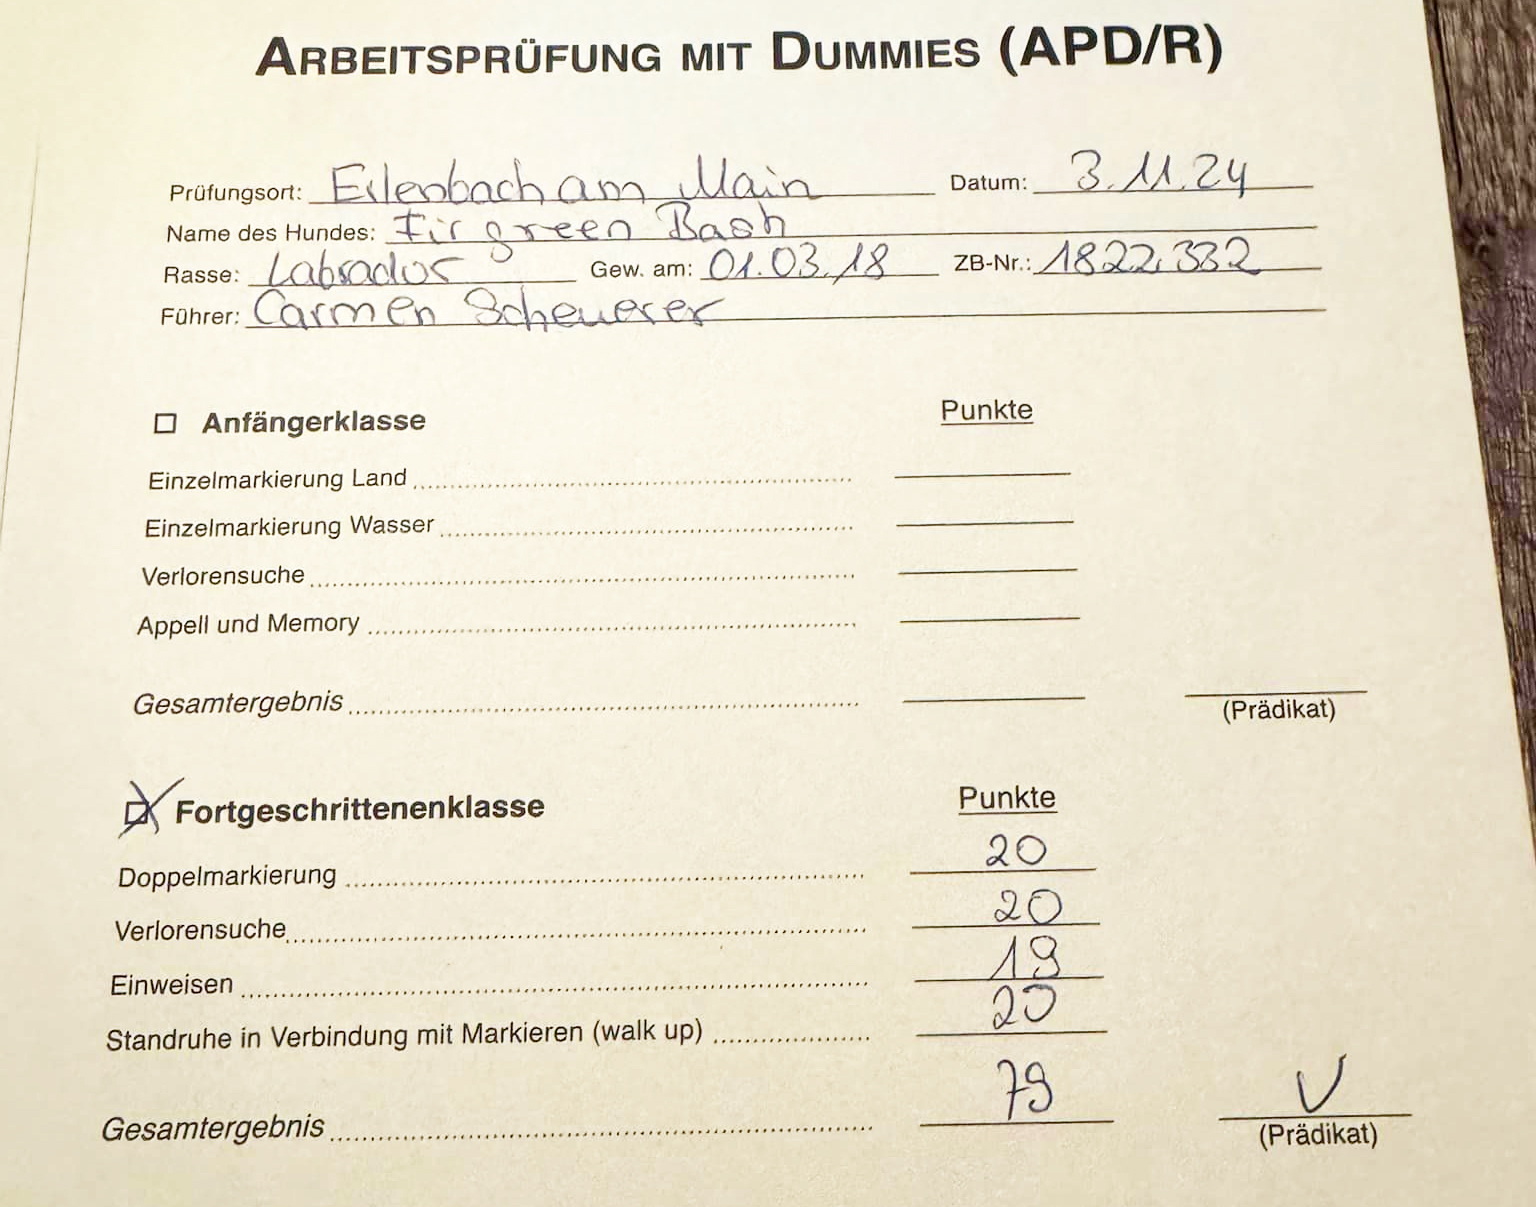 ARBEITSPRÜFUNG MIT DUMMIES (APD/R)
Prüfungsort: Erlenbach am Main Datum: 3.11.24
Name des Hundes: Firgreen Bash
Rasse: Labrador Gew. am: 01.03.18 ZB-Nr.: 1822332
Führer: Carmen Scheuerer
☐ Anfängerklasse Punkte
Einzelmarkierung Land
Einzelmarkierung Wasser
Verlorensuche
Appell und Memory
Gesamtergebnis
(Prädikat)
☒ Fortgeschrittenenklasse Punkte
Doppelmarkierung 20
Verlorensuche 20
Einweisen 19
Standruhe in Verbindung mit Markieren (walk up) 20
Gesamtergebnis 79 V
(Prädikat)